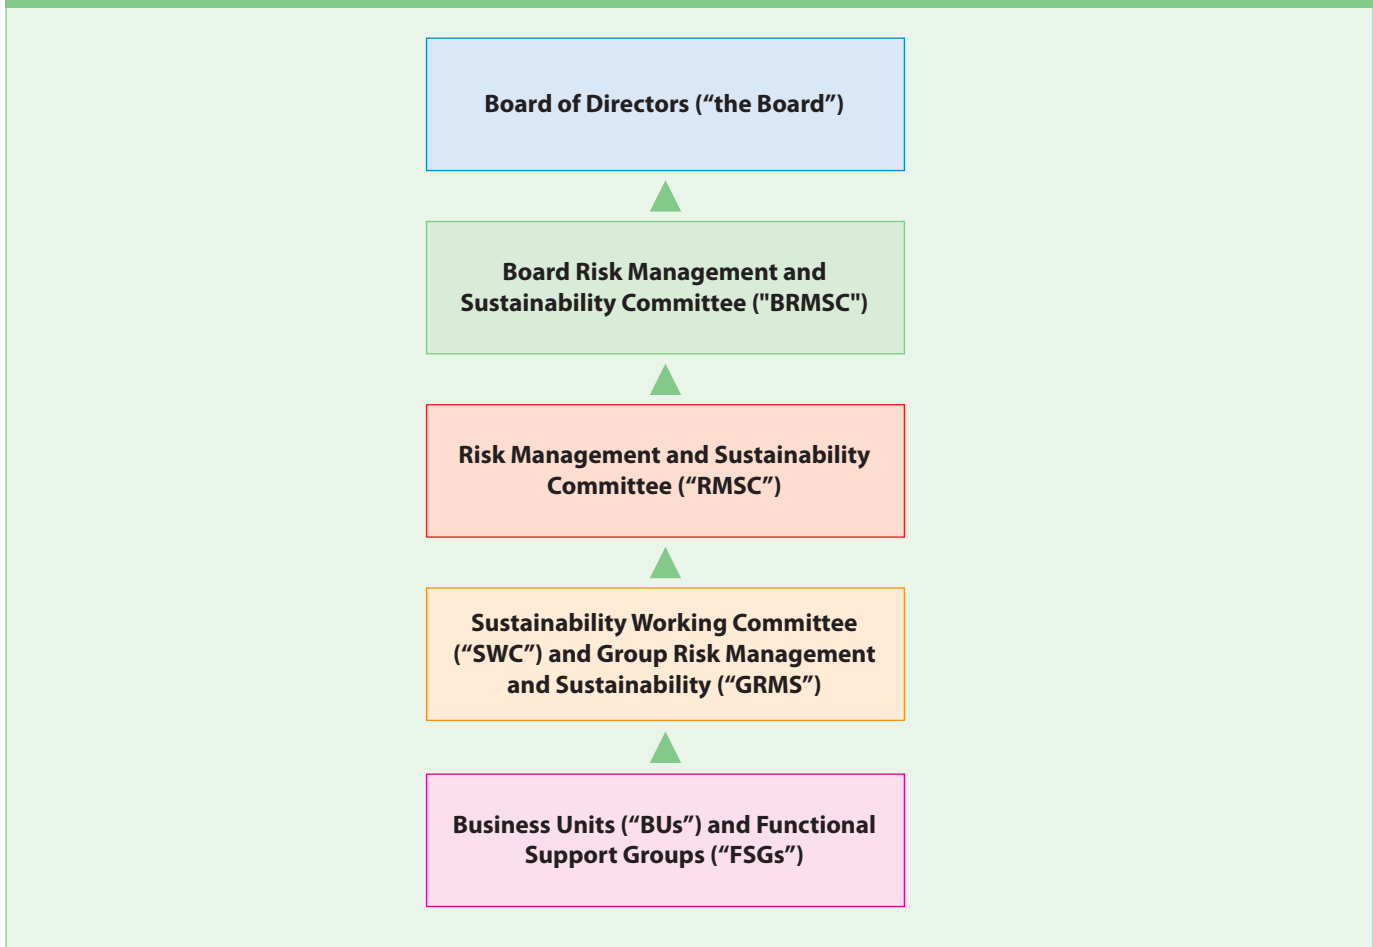 Board of Directors (“the Board”)
Board Risk Management and
Sustainability Committee ("BRMSC")
Risk Management and Sustainability
Committee (“RMSC”)
Sustainability Working Committee
(“SWC”) and Group Risk Management
and Sustainability (“GRMS”)
Business Units (“BUs”) and Functional
Support Groups (“FSGs”)